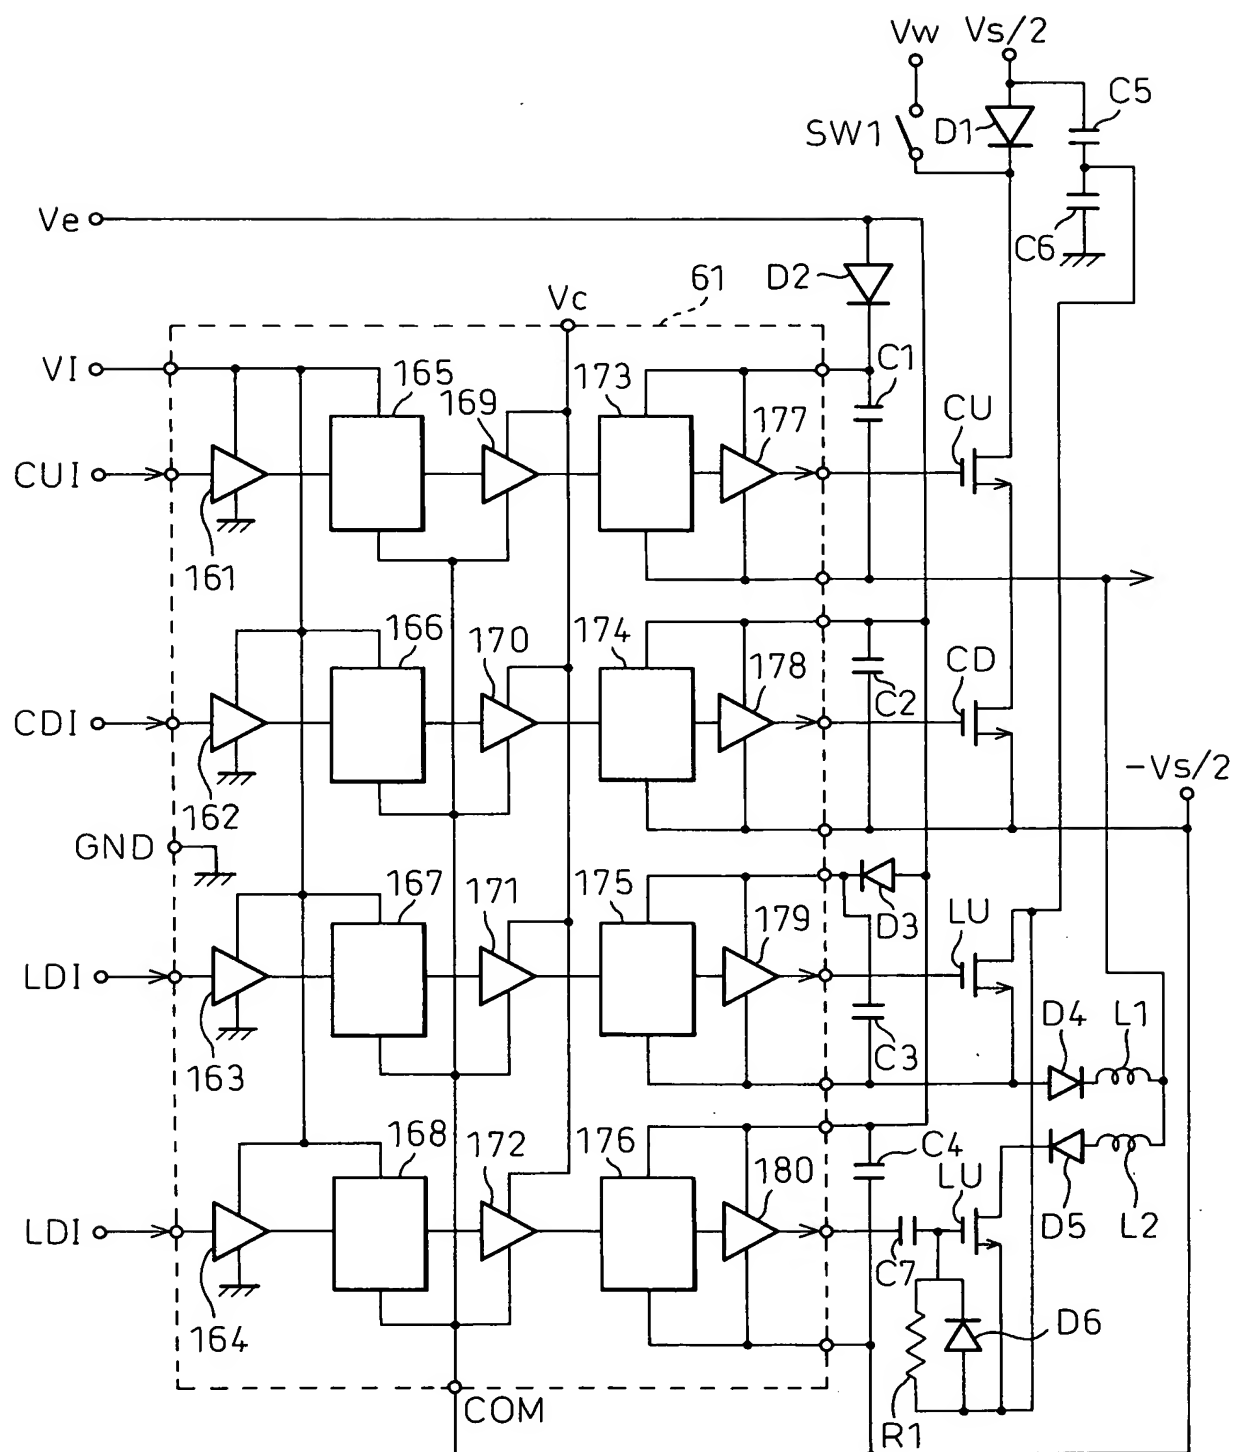 Vw Vs/2
C5
SW1 D1
Ve
C6
D2
61
Vc
VI
165 173 C1
169
CU
177
CUI
161
166 170 174
CD
178
C2
CDI
-Vs/2
162
GND
167 171 175
LU
D3
179
LDI
D4 L1
C3
163
168 172 176
C4
180 LU
LDI
D5 L2
C7
D6
164
COM
R1